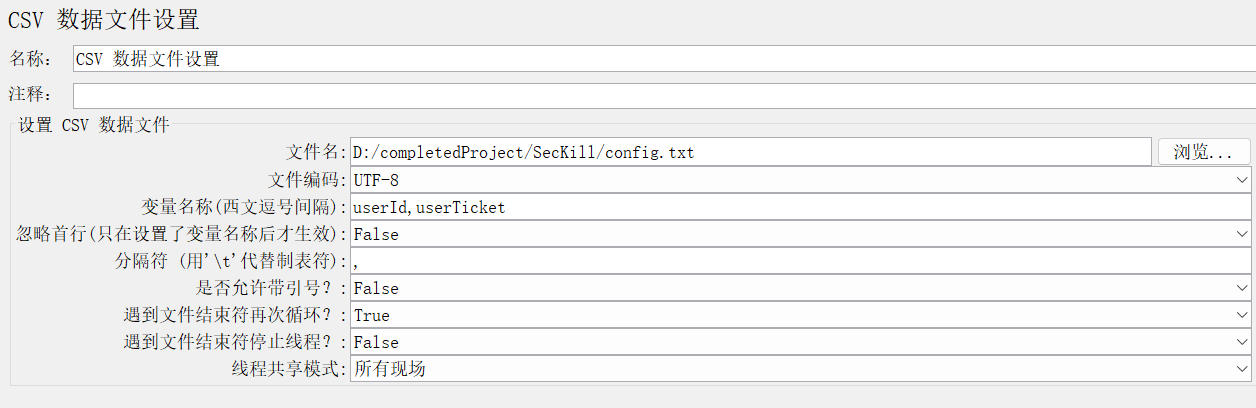 CSV 数据文件设置
名称: CSV 数据文件设置
注释:
设置 CSV 数据文件
文件名: D:/completedProject/SecKill/config.txt 浏览...
文件编码: UTF-8
变量名称(西文逗号间隔): userId,userTicket
忽略首行(只在设置了变量名称后才生效): False
分隔符 (用'\t'代替制表符): ,
是否允许带引号?: False
遇到文件结束符再次循环?: True
遇到文件结束符停止线程?: False
线程共享模式: 所有现场